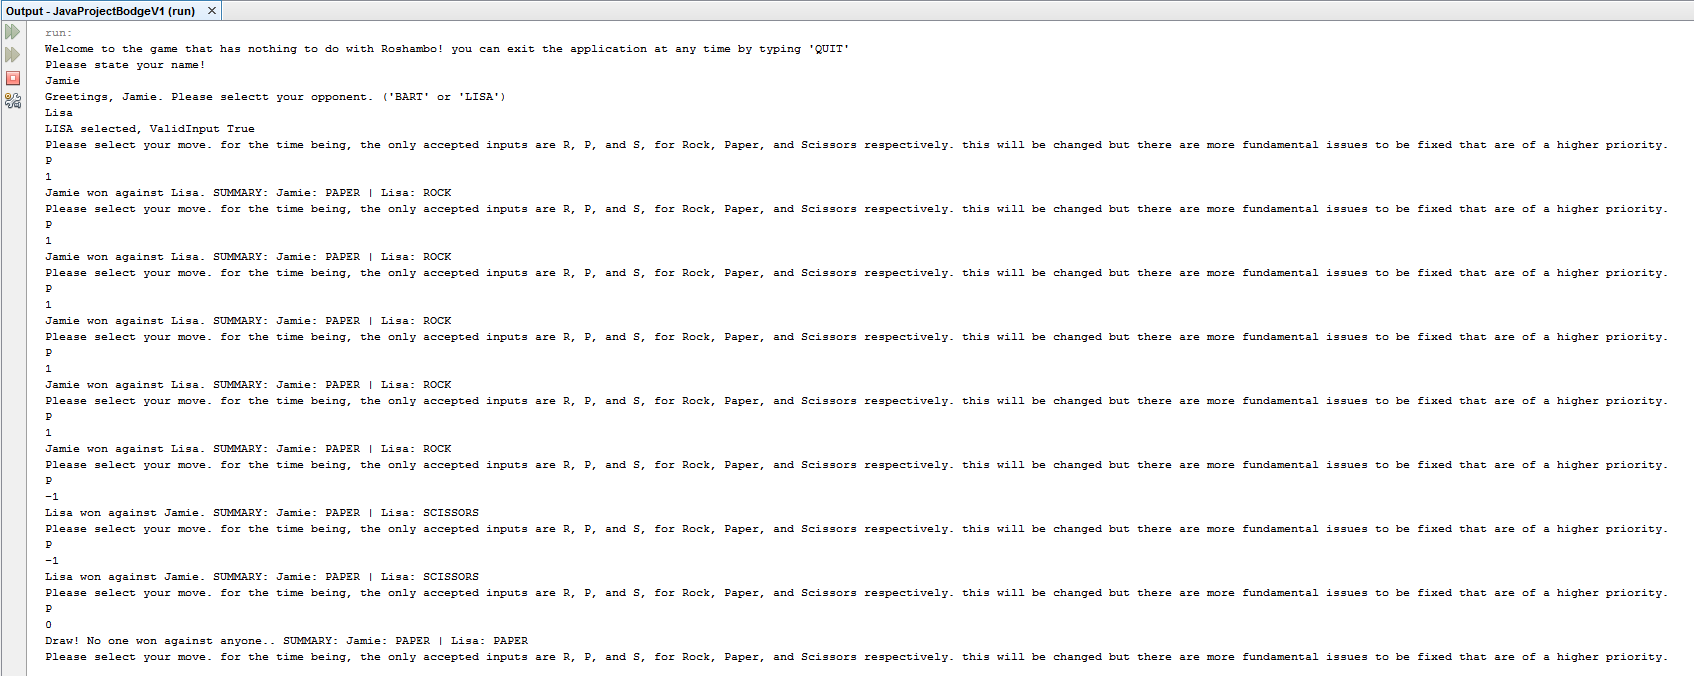 Output - JavaProjectBodgeV1 (run) ×
run:
Welcome to the game that has nothing to do with Roshambo! you can exit the application at any time by typing 'QUIT'
Please state your name!
Jamie
Greetings, Jamie. Please selectt your opponent. ('BART' or 'LISA')
Lisa
LISA selected, ValidInput True
Please select your move. for the time being, the only accepted inputs are R, P, and S, for Rock, Paper, and Scissors respectively. this will be changed but there are more fundamental issues to be fixed that are of a higher priority.
P
1
Jamie won against Lisa. SUMMARY: Jamie: PAPER | Lisa: ROCK
Please select your move. for the time being, the only accepted inputs are R, P, and S, for Rock, Paper, and Scissors respectively. this will be changed but there are more fundamental issues to be fixed that are of a higher priority.
P
1
Jamie won against Lisa. SUMMARY: Jamie: PAPER | Lisa: ROCK
Please select your move. for the time being, the only accepted inputs are R, P, and S, for Rock, Paper, and Scissors respectively. this will be changed but there are more fundamental issues to be fixed that are of a higher priority.
P
1
Jamie won against Lisa. SUMMARY: Jamie: PAPER | Lisa: ROCK
Please select your move. for the time being, the only accepted inputs are R, P, and S, for Rock, Paper, and Scissors respectively. this will be changed but there are more fundamental issues to be fixed that are of a higher priority.
P
1
Jamie won against Lisa. SUMMARY: Jamie: PAPER | Lisa: ROCK
Please select your move. for the time being, the only accepted inputs are R, P, and S, for Rock, Paper, and Scissors respectively. this will be changed but there are more fundamental issues to be fixed that are of a higher priority.
P
1
Jamie won against Lisa. SUMMARY: Jamie: PAPER | Lisa: ROCK
Please select your move. for the time being, the only accepted inputs are R, P, and S, for Rock, Paper, and Scissors respectively. this will be changed but there are more fundamental issues to be fixed that are of a higher priority.
P
-1
Lisa won against Jamie. SUMMARY: Jamie: PAPER | Lisa: SCISSORS
Please select your move. for the time being, the only accepted inputs are R, P, and S, for Rock, Paper, and Scissors respectively. this will be changed but there are more fundamental issues to be fixed that are of a higher priority.
P
-1
Lisa won against Jamie. SUMMARY: Jamie: PAPER | Lisa: SCISSORS
Please select your move. for the time being, the only accepted inputs are R, P, and S, for Rock, Paper, and Scissors respectively. this will be changed but there are more fundamental issues to be fixed that are of a higher priority.
P
0
Draw! No one won against anyone.. SUMMARY: Jamie: PAPER | Lisa: PAPER
Please select your move. for the time being, the only accepted inputs are R, P, and S, for Rock, Paper, and Scissors respectively. this will be changed but there are more fundamental issues to be fixed that are of a higher priority.